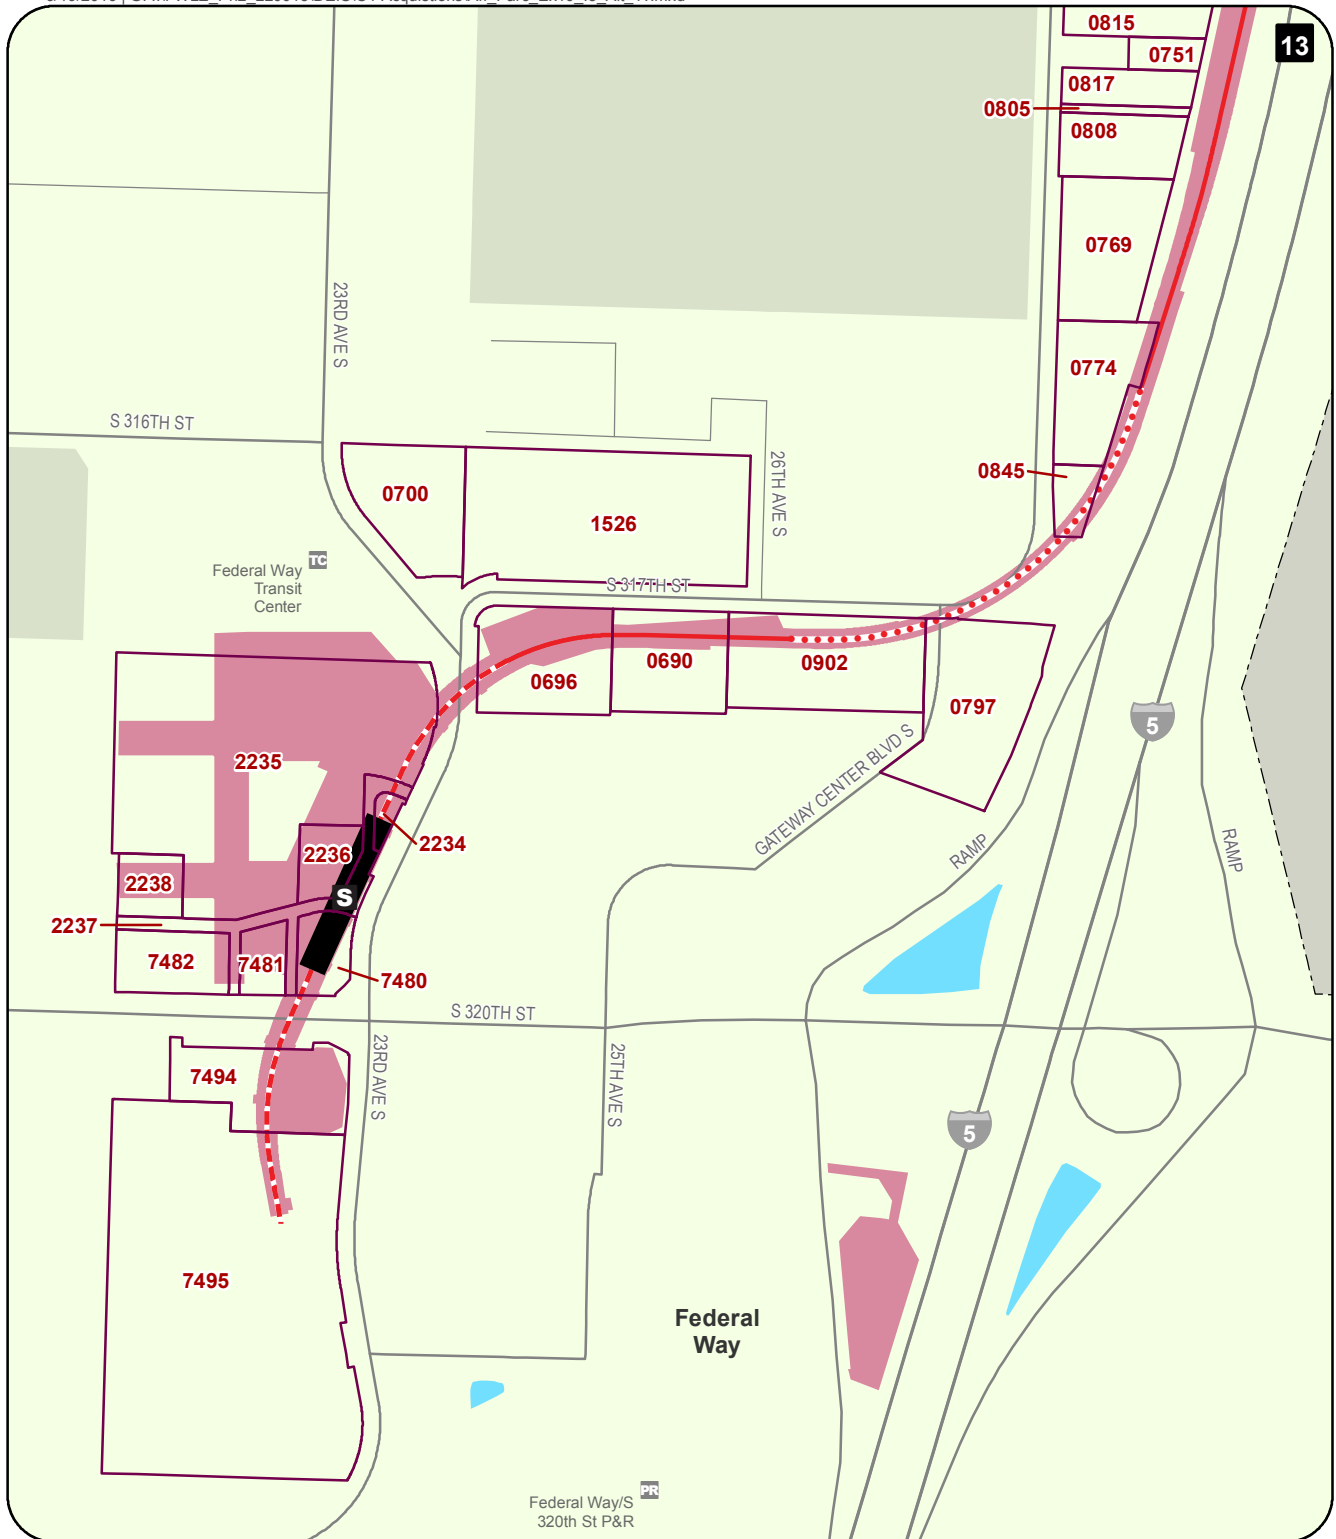 0815
13
0751
0817
0805
0808
0769
23RD AVE S
0774
S 316TH ST
26TH AVE S
0845
0700
1526
TC
Federal Way
Transit
Center
S 317TH ST
0696
0690
0902
0797
5
2235
GATEWAY CENTER BLVD S
2234
2236
RAMP
RAMP
2238
S
2237
7482
7481
7480
S 320TH ST
23RD AVE S
25TH AVE S
7494
5
7495
Federal
Way
PR
Federal Way/S
320th St P&R